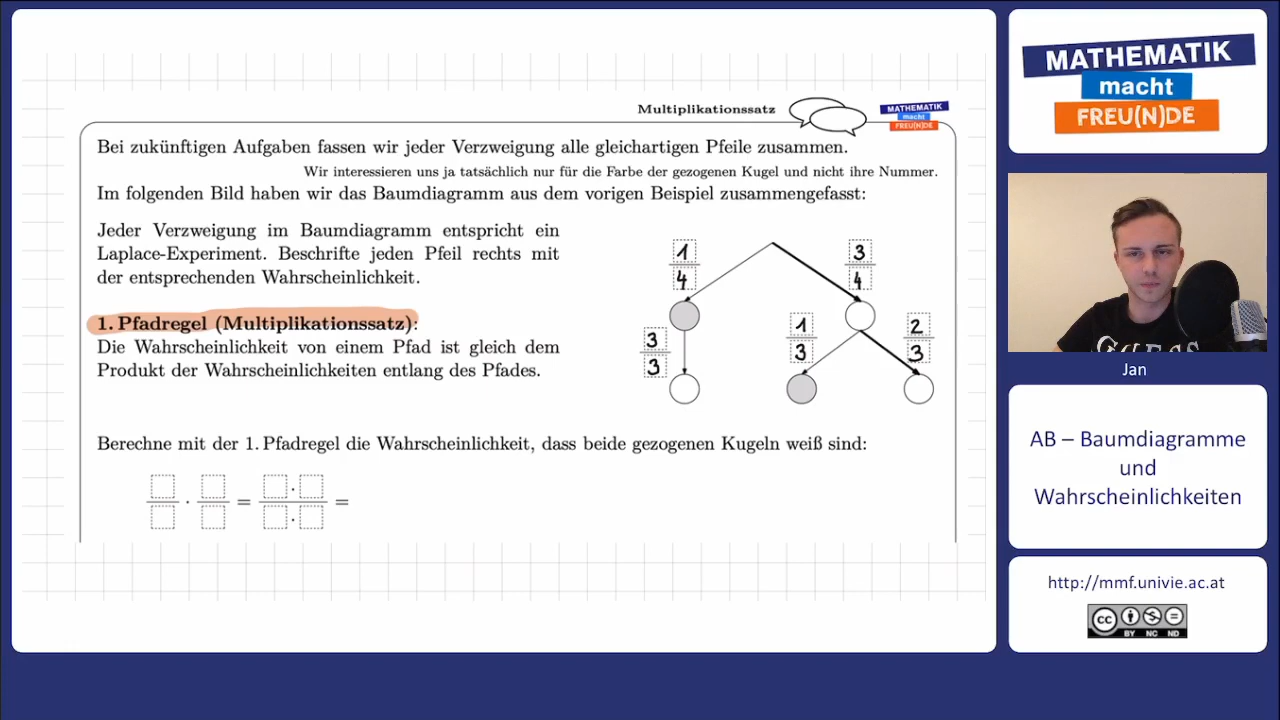 Multiplikationssatz
MATHEMATIK
macht
FREU(N)DE
Bei zukünftigen Aufgaben fassen wir jeder Verzweigung alle gleichartigen Pfeile zusammen.
Wir interessieren uns ja tatsächlich nur für die Farbe der gezogenen Kugel und nicht ihre Nummer.
Im folgenden Bild haben wir das Baumdiagramm aus dem vorigen Beispiel zusammengefasst:
Jeder Verzweigung im Baumdiagramm entspricht ein
Laplace-Experiment. Beschrifte jeden Pfeil rechts mit
der entsprechenden Wahrscheinlichkeit.
1. Pfadregel (Multiplikationssatz):
Die Wahrscheinlichkeit von einem Pfad ist gleich dem
Produkt der Wahrscheinlichkeiten entlang des Pfades.
1
4
3
4
3
3
1
3
2
3
Berechne mit der 1. Pfadregel die Wahrscheinlichkeit, dass beide gezogenen Kugeln weiß sind:
· = · =
·
MATHEMATIK
macht
FREU(N)DE
GUESS
Jan
AB – Baumdiagramme
und
Wahrscheinlichkeiten
http://mmf.univie.ac.at
cc
BY NC ND